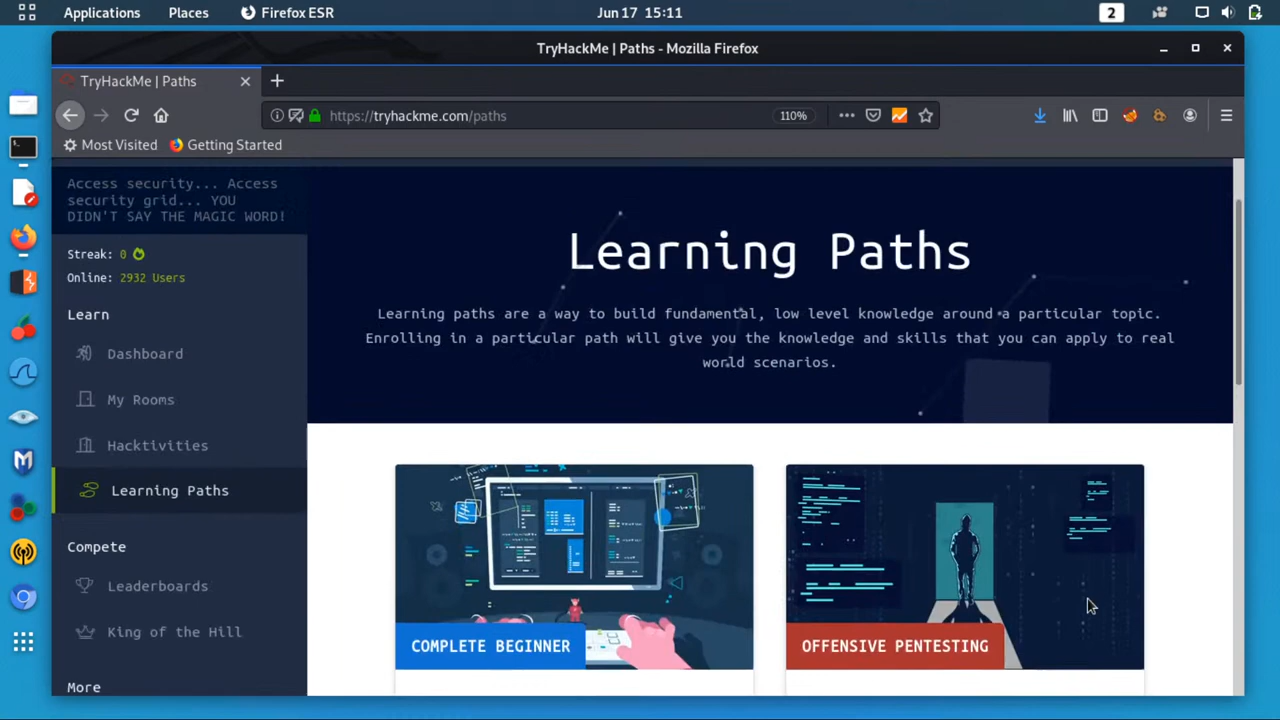 Applications Places Firefox ESR Jun 17 15:11 2
TryHackMe | Paths - Mozilla Firefox
TryHackMe | Paths
https://tryhackme.com/paths 110%
Most Visited Getting Started
Access security... Access
security grid... YOU
DIDN'T SAY THE MAGIC WORD!
Streak: 0
Online: 2932 Users
Learn
Dashboard
My Rooms
Hacktivities
Learning Paths
Compete
Leaderboards
King of the Hill
More
Learning Paths
Learning paths are a way to build fundamental, low level knowledge around a particular topic.
Enrolling in a particular path will give you the knowledge and skills that you can apply to real
world scenarios.
COMPLETE BEGINNER
OFFENSIVE PENTESTING